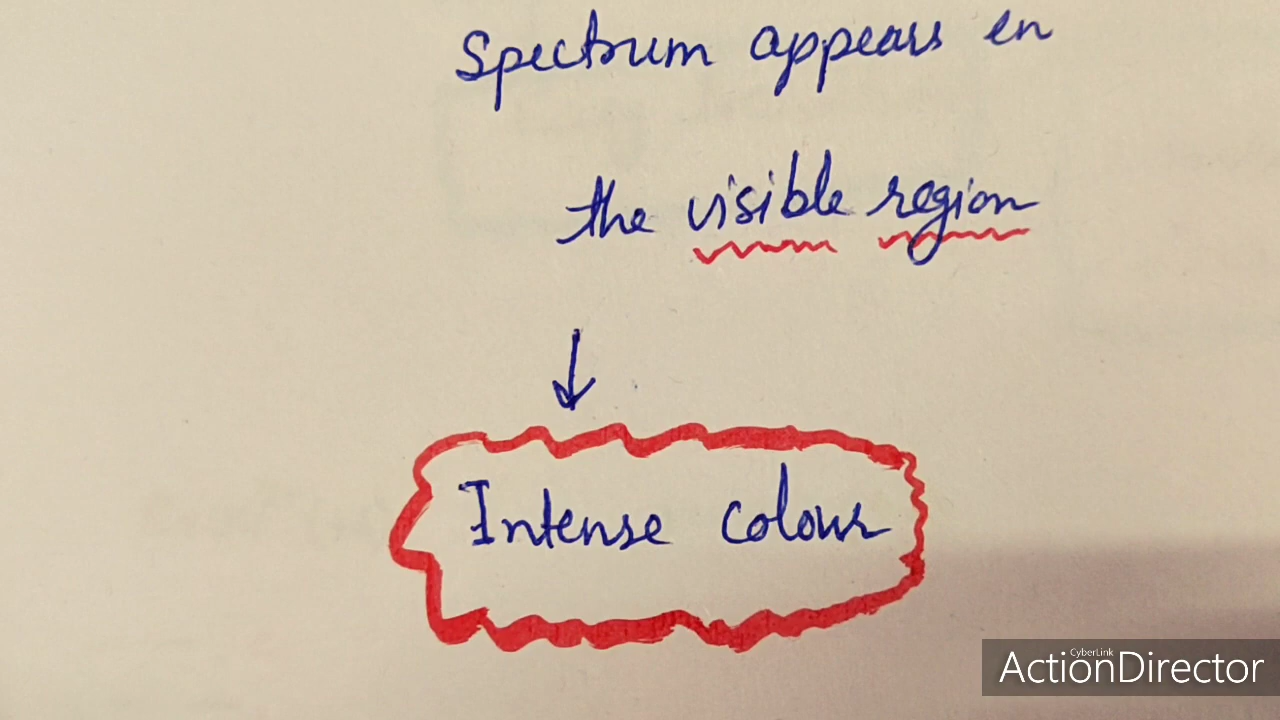 Spectrum appears in
the visible region
↓
Intense colour
CyberLink
ActionDirector